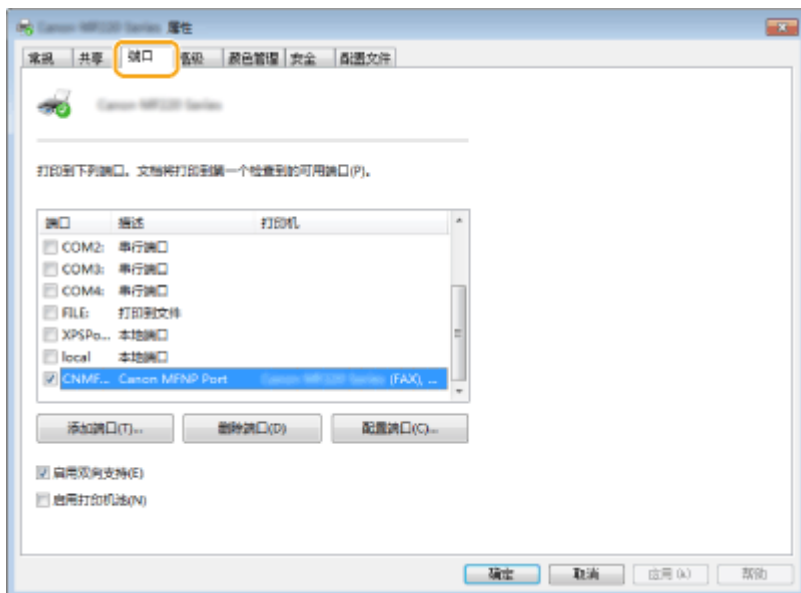 属性
常规 共享 端口 高级 颜色管理 安全 配置文件
打印到下列端口。文档将打印到第一个检查到的可用端口(P)。
端口 描述 打印机
COM2: 串行端口
COM3: 串行端口
COM4: 串行端口
FILE: 打印到文件
XPSPo... 本地端口
local 本地端口
CNMF... Canon MFNP Port (FAX), ...
添加端口(T)... 删除端口(D) 配置端口(C)...
启用双向支持(E)
启用打印机池(N)
确定 取消 应用(A) 帮助